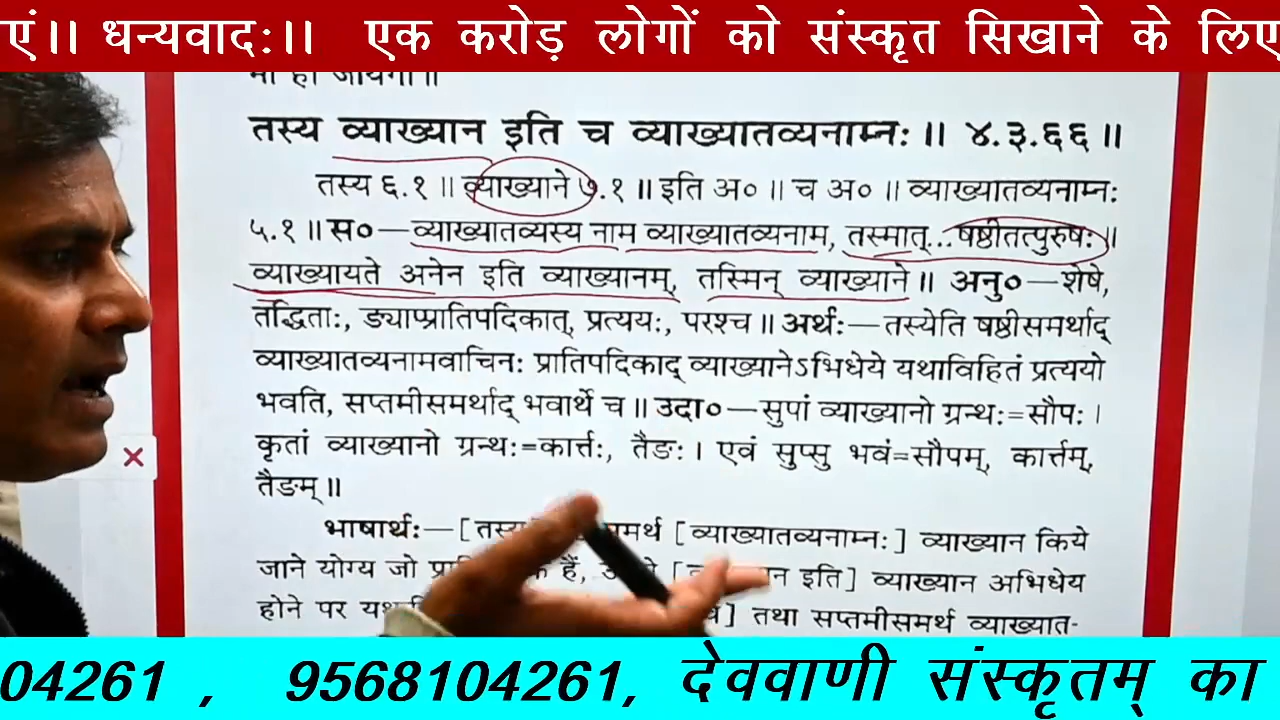 एं।। धन्यवादः।। एक करोड़ लोगों को संस्कृत सिखाने के लिए
तस्य व्याख्यान इति च व्याख्यातव्यनाम्नः ॥ ४.३.६६ ॥
तस्य ६.१ ॥ व्याख्याने ७.१ ॥ इति अ० ॥ च अ० ॥ व्याख्यातव्यनाम्नः
५.१ ॥ स०—व्याख्यातव्यस्य नाम व्याख्यातव्यनाम, तस्मात्...षष्ठीतत्पुरुषः ॥
व्याख्यायते अनेन इति व्याख्यानम्, तस्मिन् व्याख्याने ॥ अनु०—शेषे,
तद्धिताः, ङ्याप्प्रातिपदिकात्, प्रत्ययः, परश्च ॥ अर्थः—तस्येति षष्ठीसमर्थाद्
व्याख्यातव्यनामवाचिनः प्रातिपदिकाद् व्याख्यानेऽभिधेये यथाविहितं प्रत्ययो
भवति, सप्तमीसमर्थाद् भवार्थे च ॥ उदा०—सुपां व्याख्यानो ग्रन्थः=सौपः ।
कृतां व्याख्यानो ग्रन्थः=कार्त्तः, तैङः । एवं सुप्सु भवं=सौपम्, कार्त्तम्,
तैङम् ॥
भाषार्थः—[तस्य मर्थ [व्याख्यातव्यनाम्नः] व्याख्यान किये
जाने योग्य जो हैं, न इति] व्याख्यान अभिधेय
होने पर ] तथा सप्तमीसमर्थ व्याख्यात-
04261 , 9568104261, देववाणी संस्कृतम् का